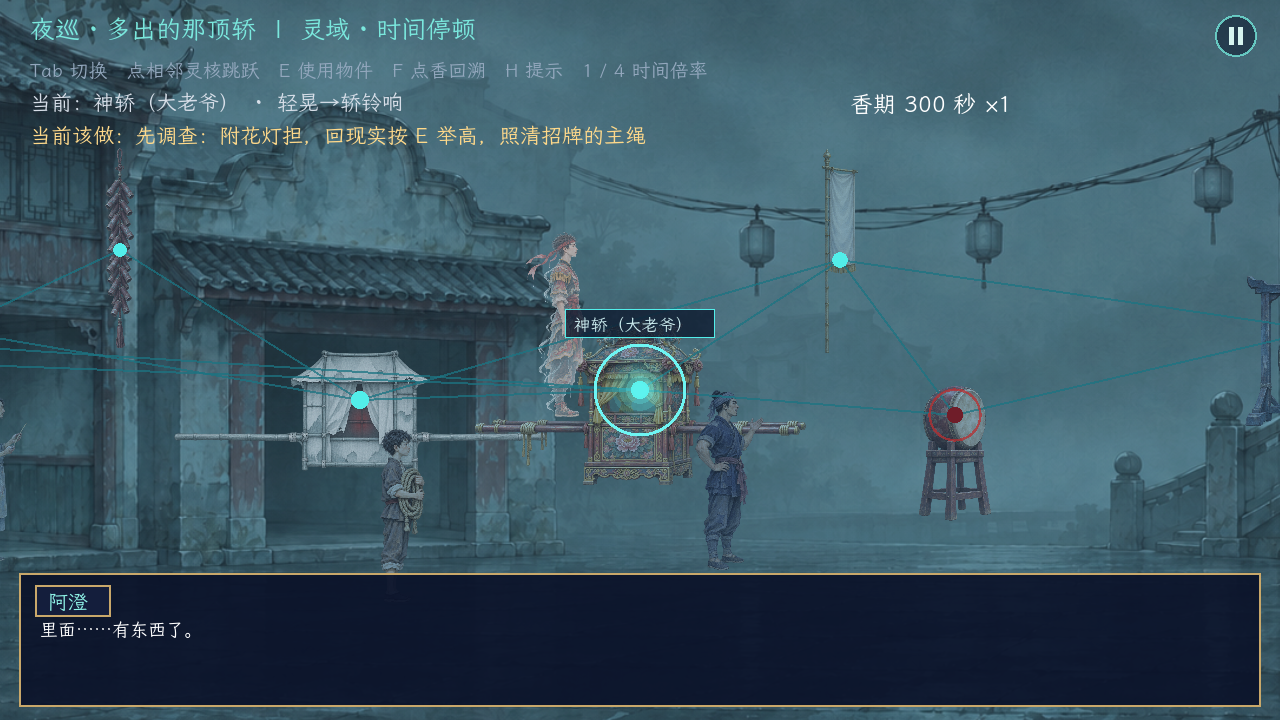 夜巡·多出的那顶轿 | 灵域·时间停顿
Tab 切换 点相邻灵核跳跃 E 使用物件 F 点香回溯 H 提示 1 / 4 时间倍率
当前: 神轿（大老爷） · 轻晃→轿铃响
香期 300 秒 ×1
当前该做: 先调查: 附花灯担, 回现实按 E 举高, 照清招牌的主绳
神轿（大老爷）
阿澄
里面……有东西了。